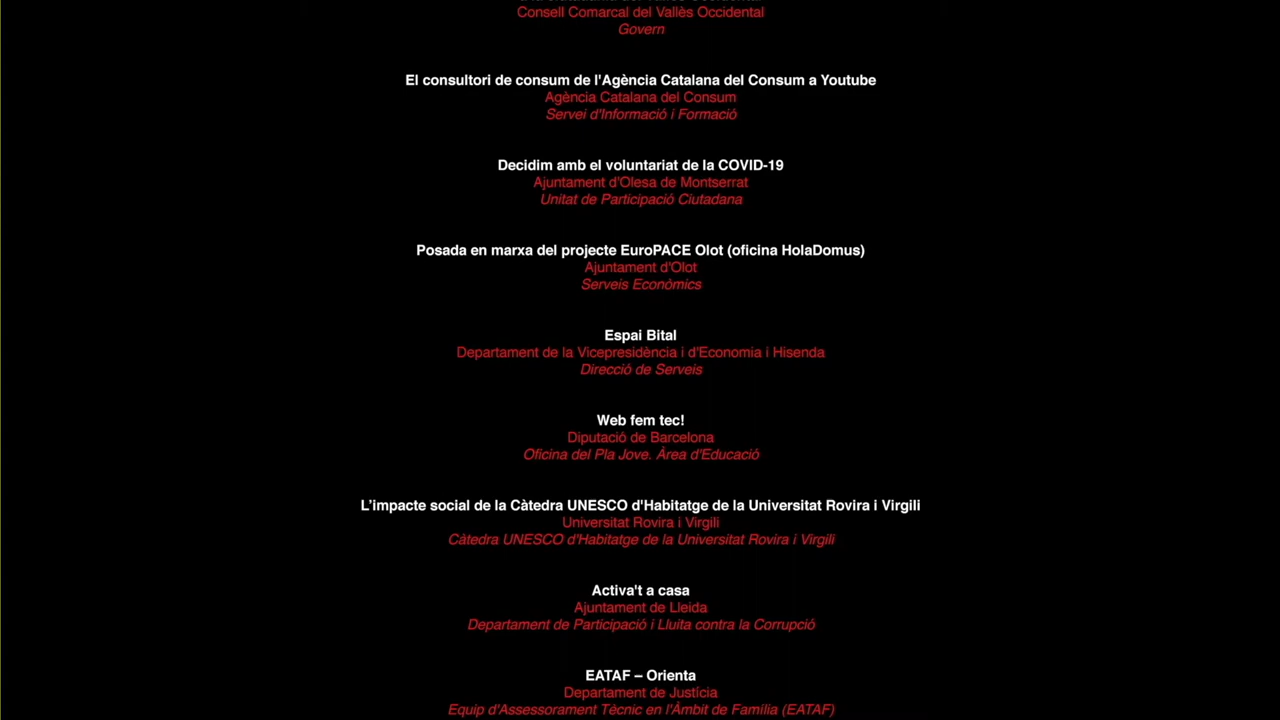 Consell Comarcal del Vallès Occidental
Govern
El consultori de consum de l'Agència Catalana del Consum a Youtube
Agència Catalana del Consum
Servei d'Informació i Formació
Decidim amb el voluntariat de la COVID-19
Ajuntament d'Olesa de Montserrat
Unitat de Participació Ciutadana
Posada en marxa del projecte EuroPACE Olot (oficina HolaDomus)
Ajuntament d'Olot
Serveis Econòmics
Espai Bital
Departament de la Vicepresidència i d'Economia i Hisenda
Direcció de Serveis
Web fem tec!
Diputació de Barcelona
Oficina del Pla Jove. Àrea d'Educació
L’impacte social de la Càtedra UNESCO d'Habitatge de la Universitat Rovira i Virgili
Universitat Rovira i Virgili
Càtedra UNESCO d'Habitatge de la Universitat Rovira i Virgili
Activa't a casa
Ajuntament de Lleida
Departament de Participació i Lluita contra la Corrupció
EATAF – Orienta
Departament de Justícia
Equip d'Assessorament Tècnic en l'Àmbit de Família (EATAF)